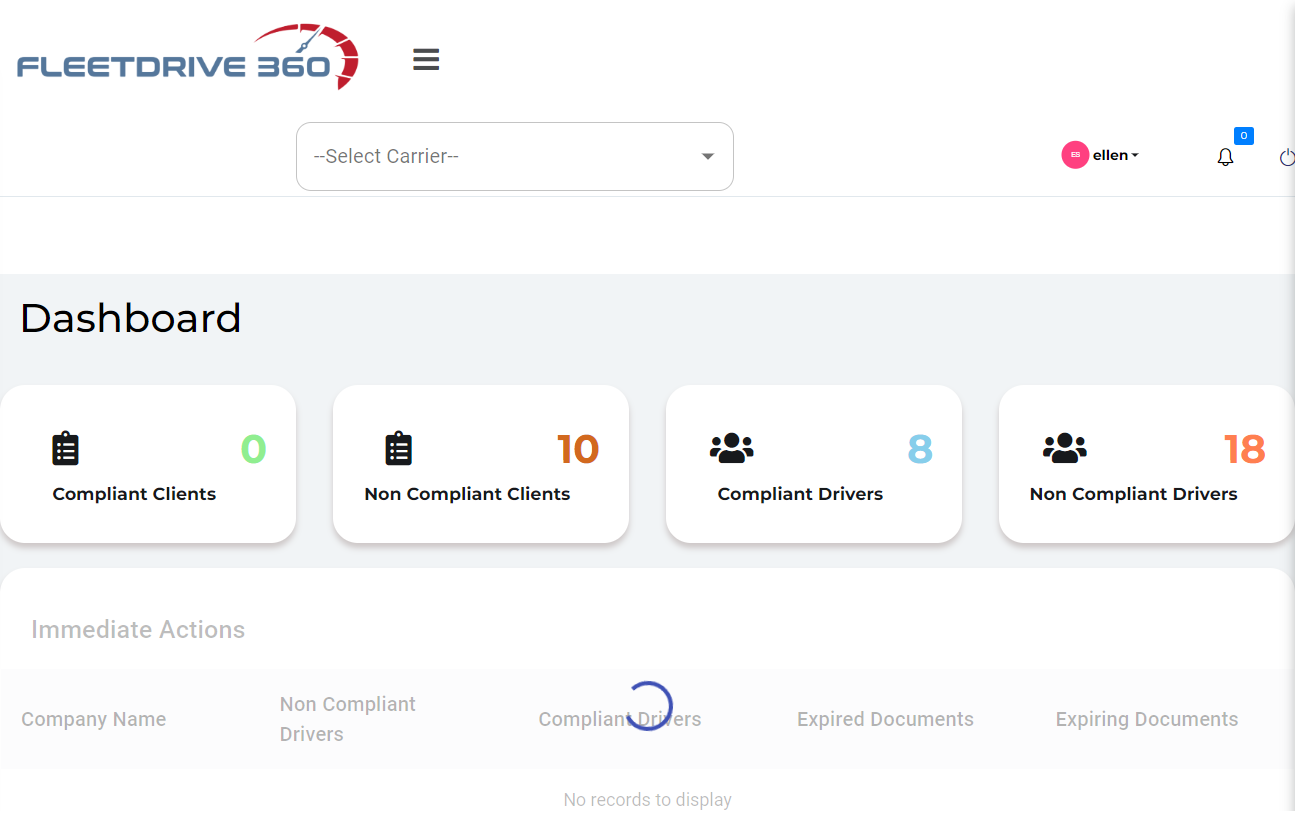 FLEETDRIVE 360
--Select Carrier--
EB
ellen
0
Dashboard
0
Compliant Clients
10
Non Compliant Clients
8
Compliant Drivers
18
Non Compliant Drivers
Immediate Actions
Company Name
Non Compliant
Drivers
Compliant Drivers
Expired Documents
Expiring Documents
No records to display